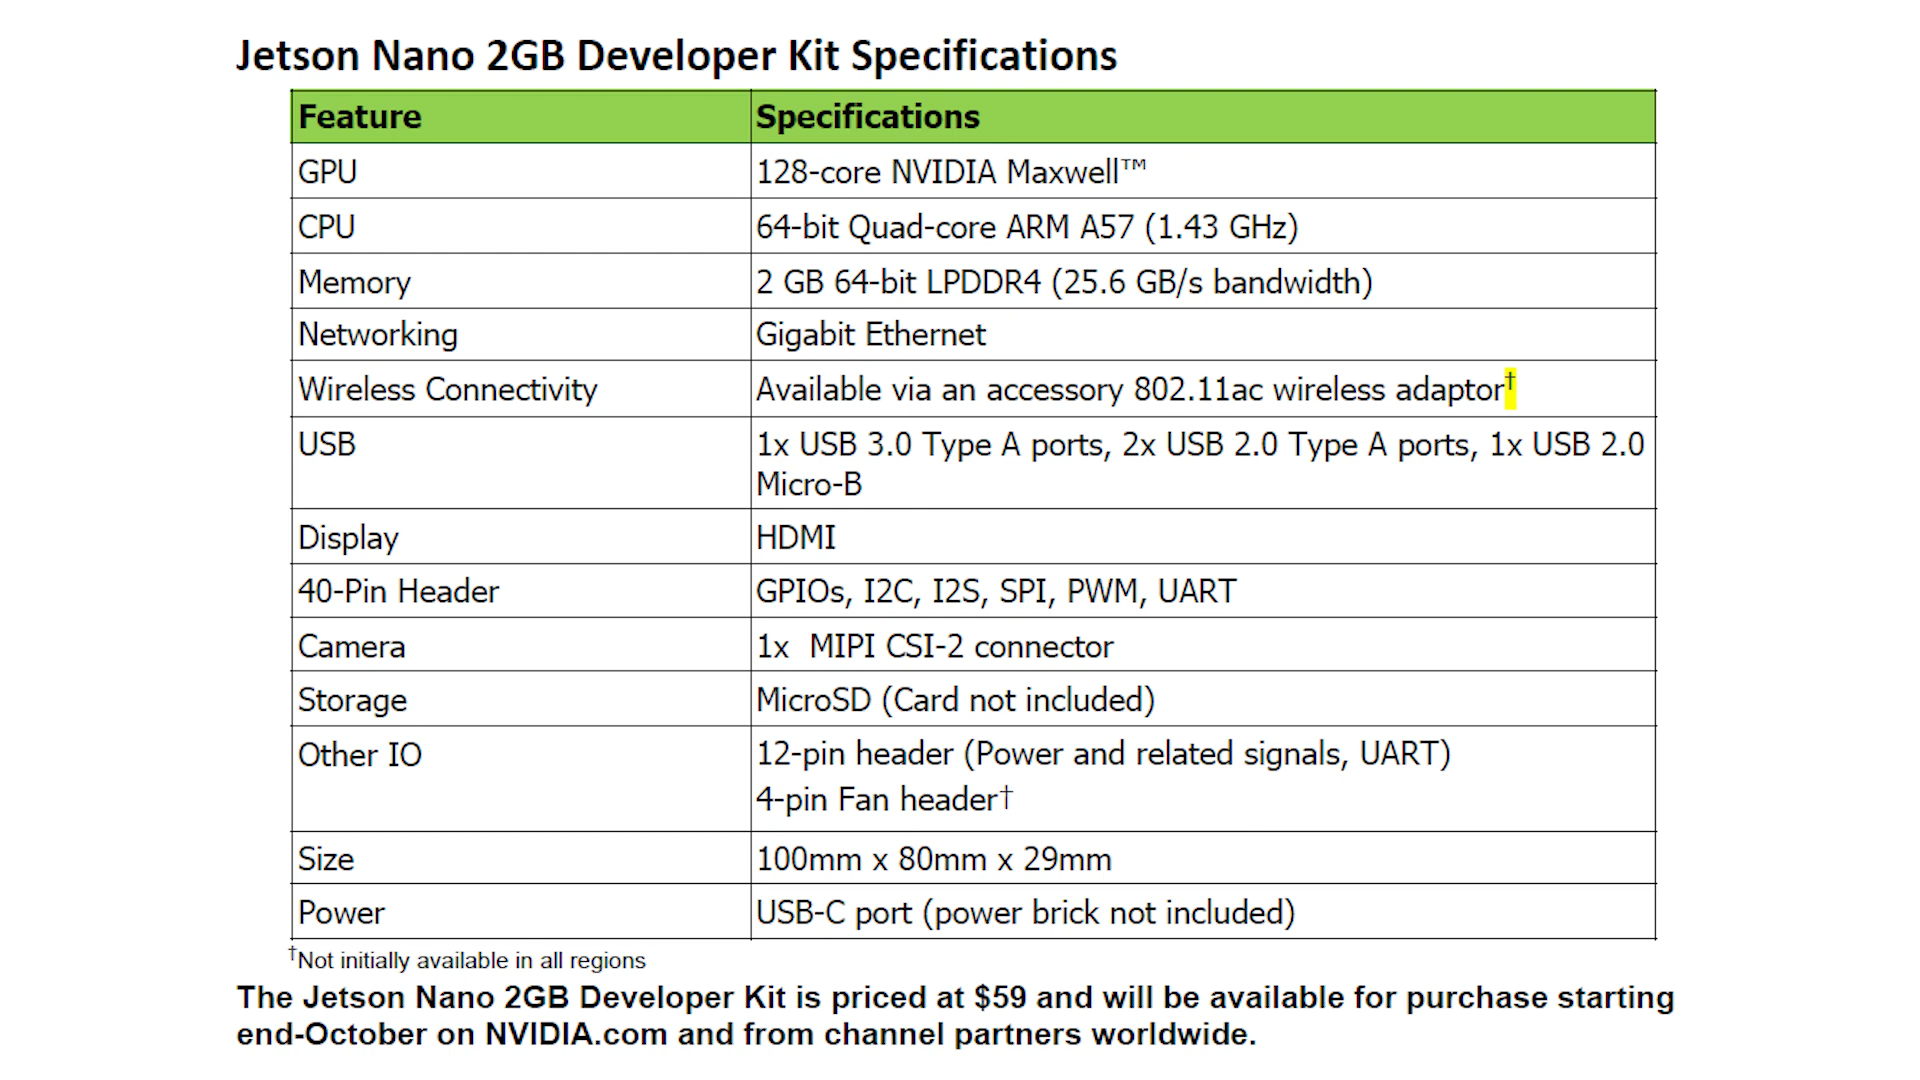 Jetson Nano 2GB Developer Kit Specifications
Feature Specifications
GPU 128-core NVIDIA Maxwell™
CPU 64-bit Quad-core ARM A57 (1.43 GHz)
Memory 2 GB 64-bit LPDDR4 (25.6 GB/s bandwidth)
Networking Gigabit Ethernet
Wireless Connectivity Available via an accessory 802.11ac wireless adaptor†
USB 1x USB 3.0 Type A ports, 2x USB 2.0 Type A ports, 1x USB 2.0
Micro-B
Display HDMI
40-Pin Header GPIOs, I2C, I2S, SPI, PWM, UART
Camera 1x  MIPI CSI-2 connector
Storage MicroSD (Card not included)
Other IO 12-pin header (Power and related signals, UART)
4-pin Fan header†
Size 100mm x 80mm x 29mm
Power USB-C port (power brick not included)
†Not initially available in all regions
The Jetson Nano 2GB Developer Kit is priced at $59 and will be available for purchase starting
end-October on NVIDIA.com and from channel partners worldwide.